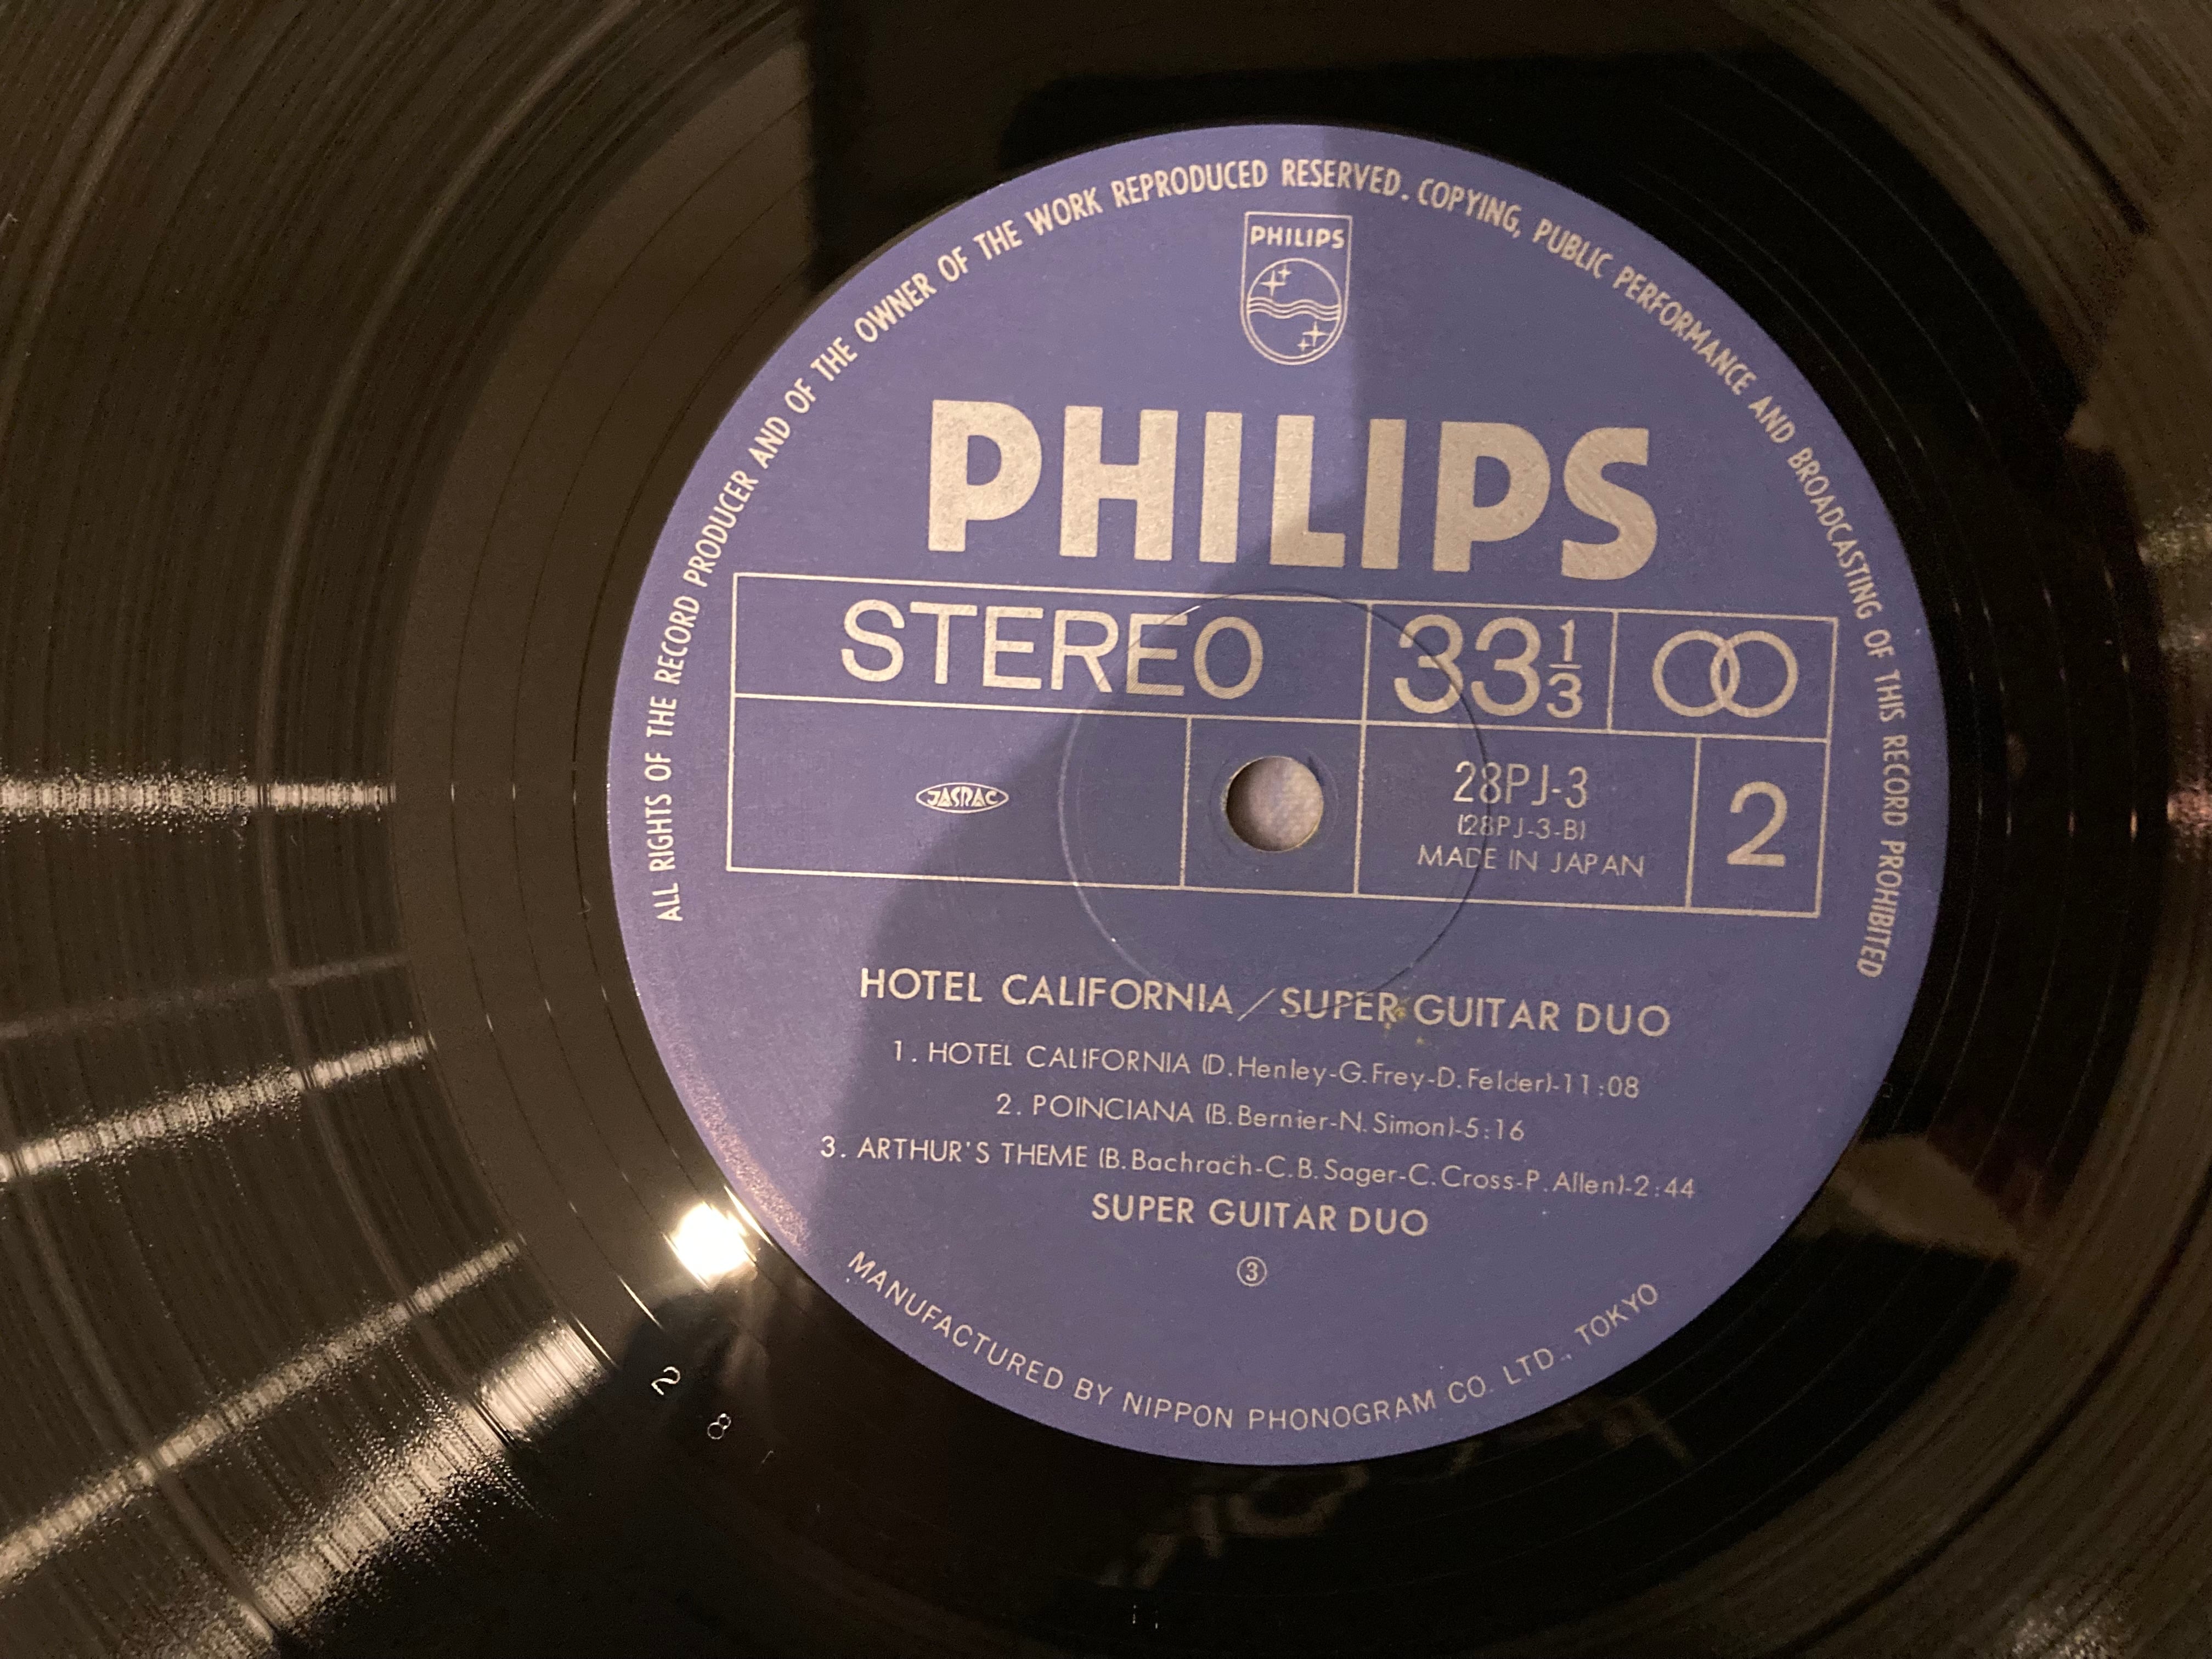 ALL RIGHTS OF THE RECORD PRODUCER AND OF THE OWNER OF THE WORK REPRODUCED RESERVED. COPYING, PUBLIC PERFORMANCE AND BROADCASTING OF THIS RECORD PROHIBITED
PHILIPS
PHILIPS
STEREO 33 1/3
JASRAC
28PJ-3
(28PJ-3-B)
MADE IN JAPAN
2
HOTEL CALIFORNIA/SUPER GUITAR DUO
1. HOTEL CALIFORNIA (D.Henley-G.Frey-D.Felder)-11:08
2. POINCIANA (B.Bernier-N.Simon)-5:16
3. ARTHUR'S THEME (B.Bachrach-C.B.Sager-C.Cross-P.Allen)-2:44
SUPER GUITAR DUO
③
MANUFACTURED BY NIPPON PHONOGRAM CO. LTD., TOKYO
2 8